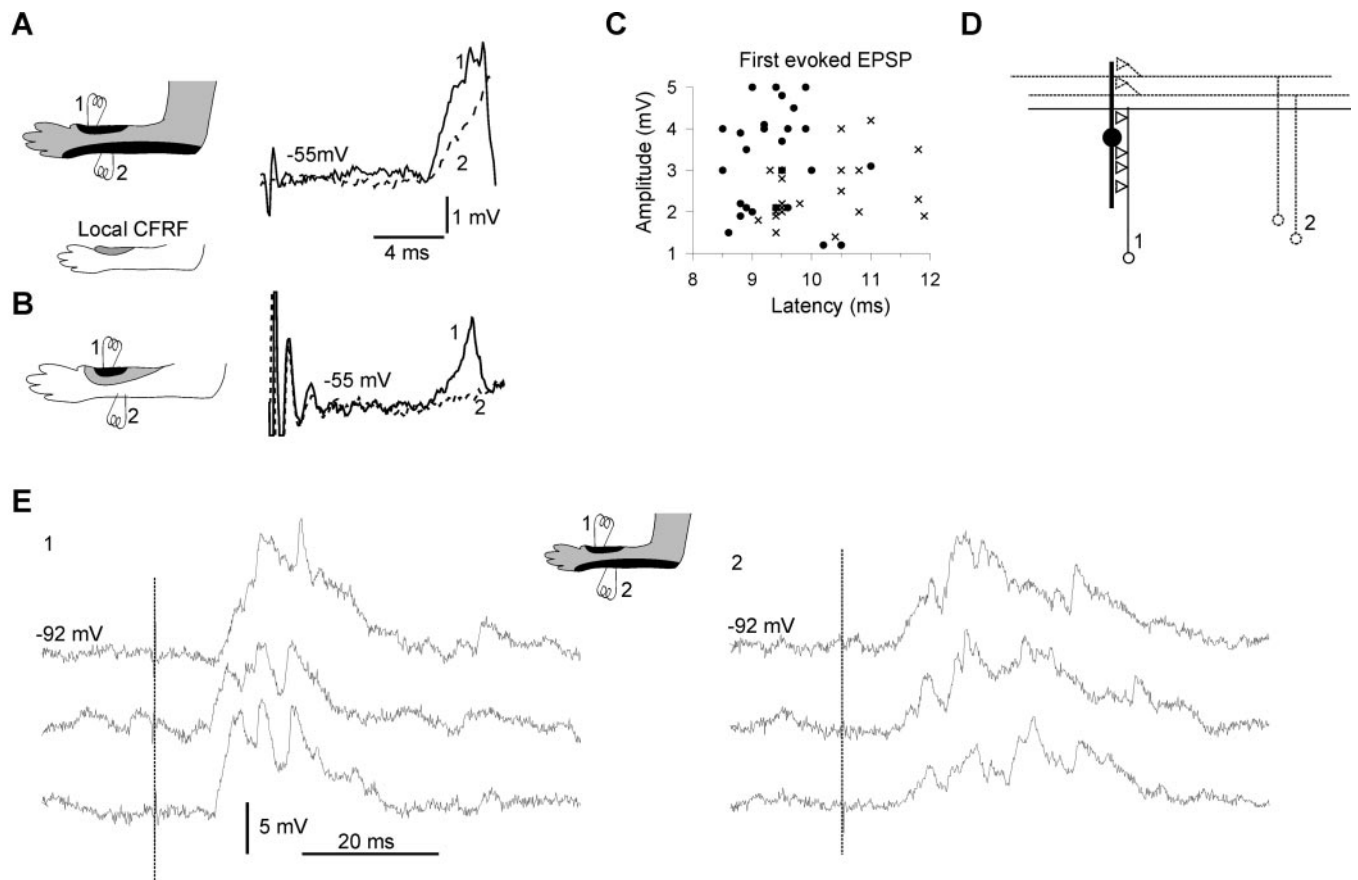 A
1
2
-55mV
1
2
1 mV
4 ms
Local CFRF
B
1
2
-55 mV
1
2
C
First evoked EPSP
Amplitude (mV)
5
4
3
2
1
8 9 10 11 12
Latency (ms)
D
1
2
E
1
-92 mV
5 mV
20 ms
1
2
2
-92 mV